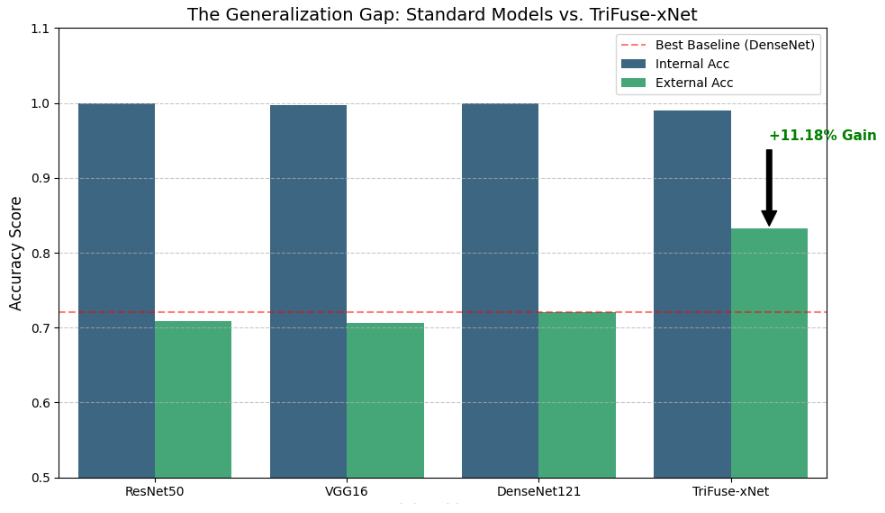 The Generalization Gap: Standard Models vs. TriFuse-xNet
Best Baseline (DenseNet)
Internal Acc
External Acc
+11.18% Gain
Accuracy Score
1.1
1.0
0.9
0.8
0.7
0.6
0.5
ResNet50
VGG16
DenseNet121
TriFuse-xNet